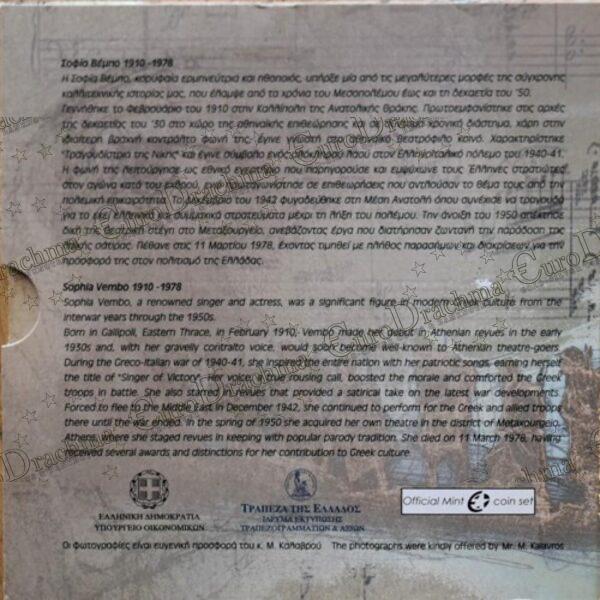 Σοφία Βέμπο 1910 -1978
Η Σοφία Βέμπο, κορυφαία ερμηνεύτρια και ηθοποιός, υπήρξε μία από τις μεγαλύτερες μορφές της σύγχρονης
καλλιτεχνικής ιστορίας μας, που έλαμψε από τα χρόνια του Μεσοπολέμου έως και τη δεκαετία του '50.
Γεννήθηκε το Φεβρουάριο του 1910 στην Καλλίπολη της Ανατολικής Θράκης. Πρωτοεμφανίστηκε στις αρχές
της δεκαετίας του '30 στο χώρο της αθηναϊκής επιθεώρησης και σε ελάχιστο χρονικό διάστημα, χάρη στην
ιδιαίτερη βραχνή κοντράλτο φωνή της, έγινε γνωστή στο αθηναϊκό θεατρόφιλο κοινό. Χαρακτηρίστηκε
"Τραγουδίστρια της Νίκης" και έγινε σύμβολο ενός ολόκληρου λαού στον Ελληνοϊταλικό πόλεμο του 1940-41.
Η φωνή της λειτούργησε ως εθνικό που παρηγορούσε και εμψύχωνε τους Έλληνες στρατιώτες
στον αγώνα κατά του εχθρού, ενώ πρωταγωνίστησε σε επιθεωρήσεις που αντλούσαν το θέμα τους από την
πολεμική επικαιρότητα. Το Δεκέμβριο του 1942 φυγαδεύθηκε στη Μέση Ανατολή όπου συνέχισε να τραγουδά
για τα εκεί ελληνικά και συμμαχικά στρατεύματα μέχρι τη λήξη του πολέμου. Την άνοιξη του 1950 απέκτησε
δική της θεατρική στέγη στο Μεταξουργείο, ανεβάζοντας έργα που διατήρησαν ζωντανή την παράδοση της
λαϊκής σάτιρας. Πέθανε στις 11 Μαρτίου 1978, έχοντας τιμηθεί με πλήθος παρασήμων και διακρίσεων για την
προσφορά της στον πολιτισμό της Ελλάδας.
Sophia Vembo 1910 -1978
Sophia Vembo, a renowned singer and actress, was a significant figure in modern Greek culture from the
interwar years through the 1950s.
Born in Gallipoli, Eastern Thrace, in February 1910, Vembo made her debut in Athenian revues in the early
1930s and, with her gravelly contralto voice, would soon become well-known to Athenian theatre-goers.
During the Greco-Italian war of 1940-41, she inspired the entire nation with her patriotic songs, earning herself
the title of "Singer of Victory". Her voice, a true rousing call, boosted the morale and comforted the Greek
troops in battle. She also starred in revues that provided a satirical take on the latest war developments.
Forced to flee to the Middle East in December 1942, she continued to perform for the Greek and allied troops
there until the war ended. In the spring of 1950 she acquired her own theatre in the district of Metaxourgeio,
Athens, where she staged revues in keeping with popular parody tradition. She died on 11 March 1978, having
received several awards and distinctions for her contribution to Greek culture.
ΕΛΛΗΝΙΚΗ ΔΗΜΟΚΡΑΤΙΑ
ΥΠΟΥΡΓΕΙΟ ΟΙΚΟΝΟΜΙΚΩΝ
ΤΡΑΠΕΖΑ ΤΗΣ ΕΛΛΑΔΟΣ
ΙΔΡΥΜΑ ΕΚΤΥΠΩΣΗΣ
ΤΡΑΠΕΖΟΓΡΑΜΜΑΤΙΩΝ & ΑΞΙΩΝ
Official Mint € coin set
Οι φωτογραφίες είναι ευγενική προσφορά του κ. Μ. Καλαβρού The photographs were kindly offered by Mr. M. Kalavros
€uroDrachma